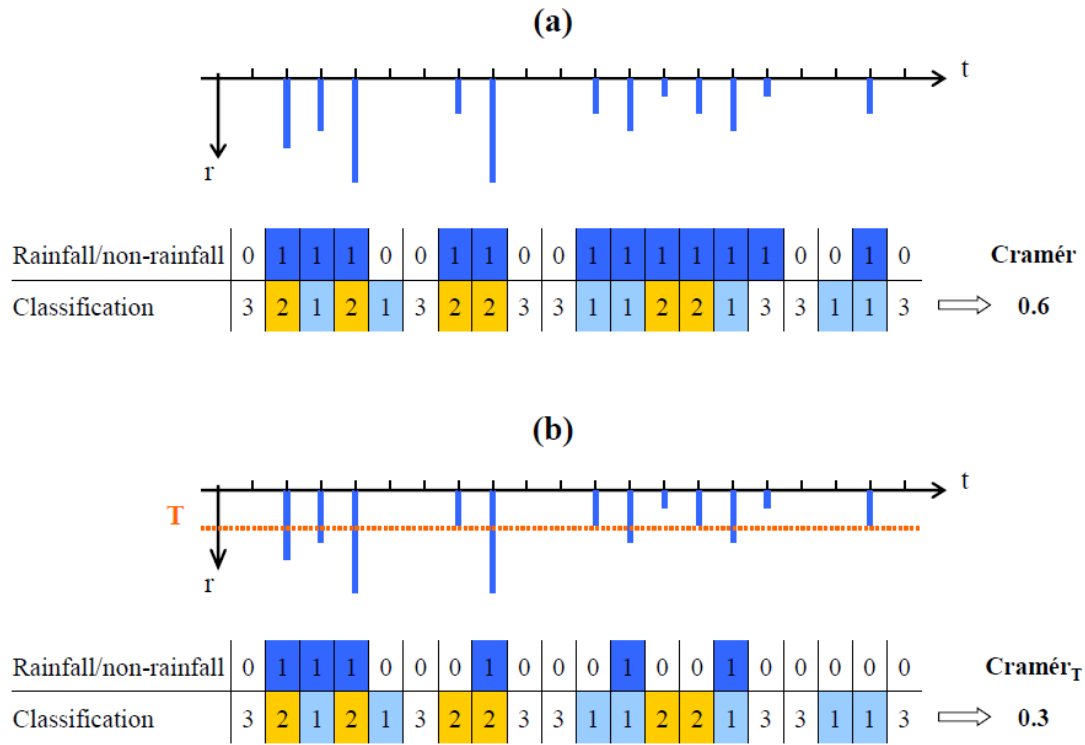 (a)
t
r
Rainfall/non-rainfall 0 1 1 1 0 0 1 1 0 0 1 1 1 1 1 1 0 0 1 0 Cramér
Classification 3 2 1 2 1 3 2 2 3 3 1 1 2 2 1 3 3 1 1 3 0.6
(b)
t
T
r
Rainfall/non-rainfall 0 1 1 1 0 0 0 1 0 0 0 1 0 0 1 0 0 0 0 0 CramérT
Classification 3 2 1 2 1 3 2 2 3 3 1 1 2 2 1 3 3 1 1 3 0.3